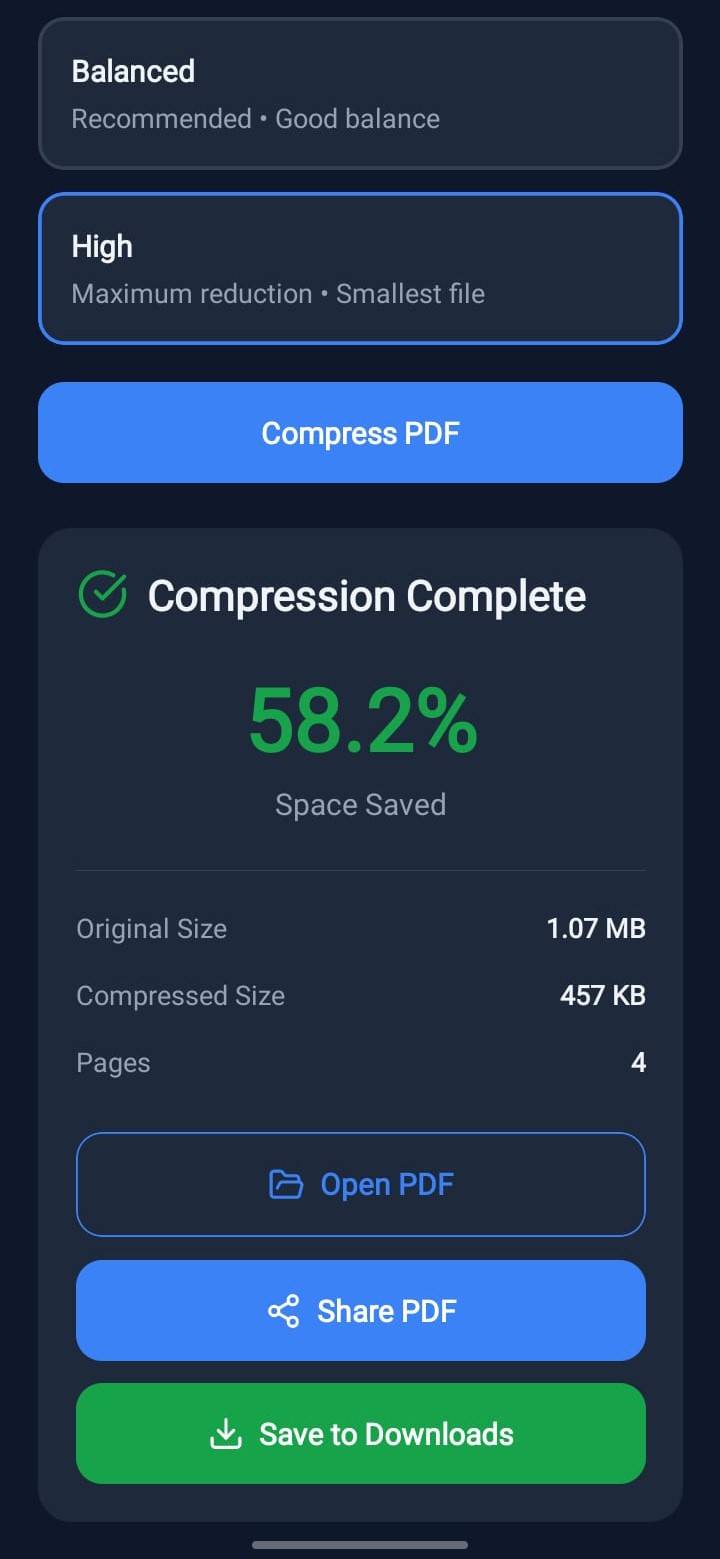 Balanced
Recommended • Good balance
High
Maximum reduction • Smallest file
Compress PDF
Compression Complete
58.2%
Space Saved
Original Size 1.07 MB
Compressed Size 457 KB
Pages 4
Open PDF
Share PDF
Save to Downloads